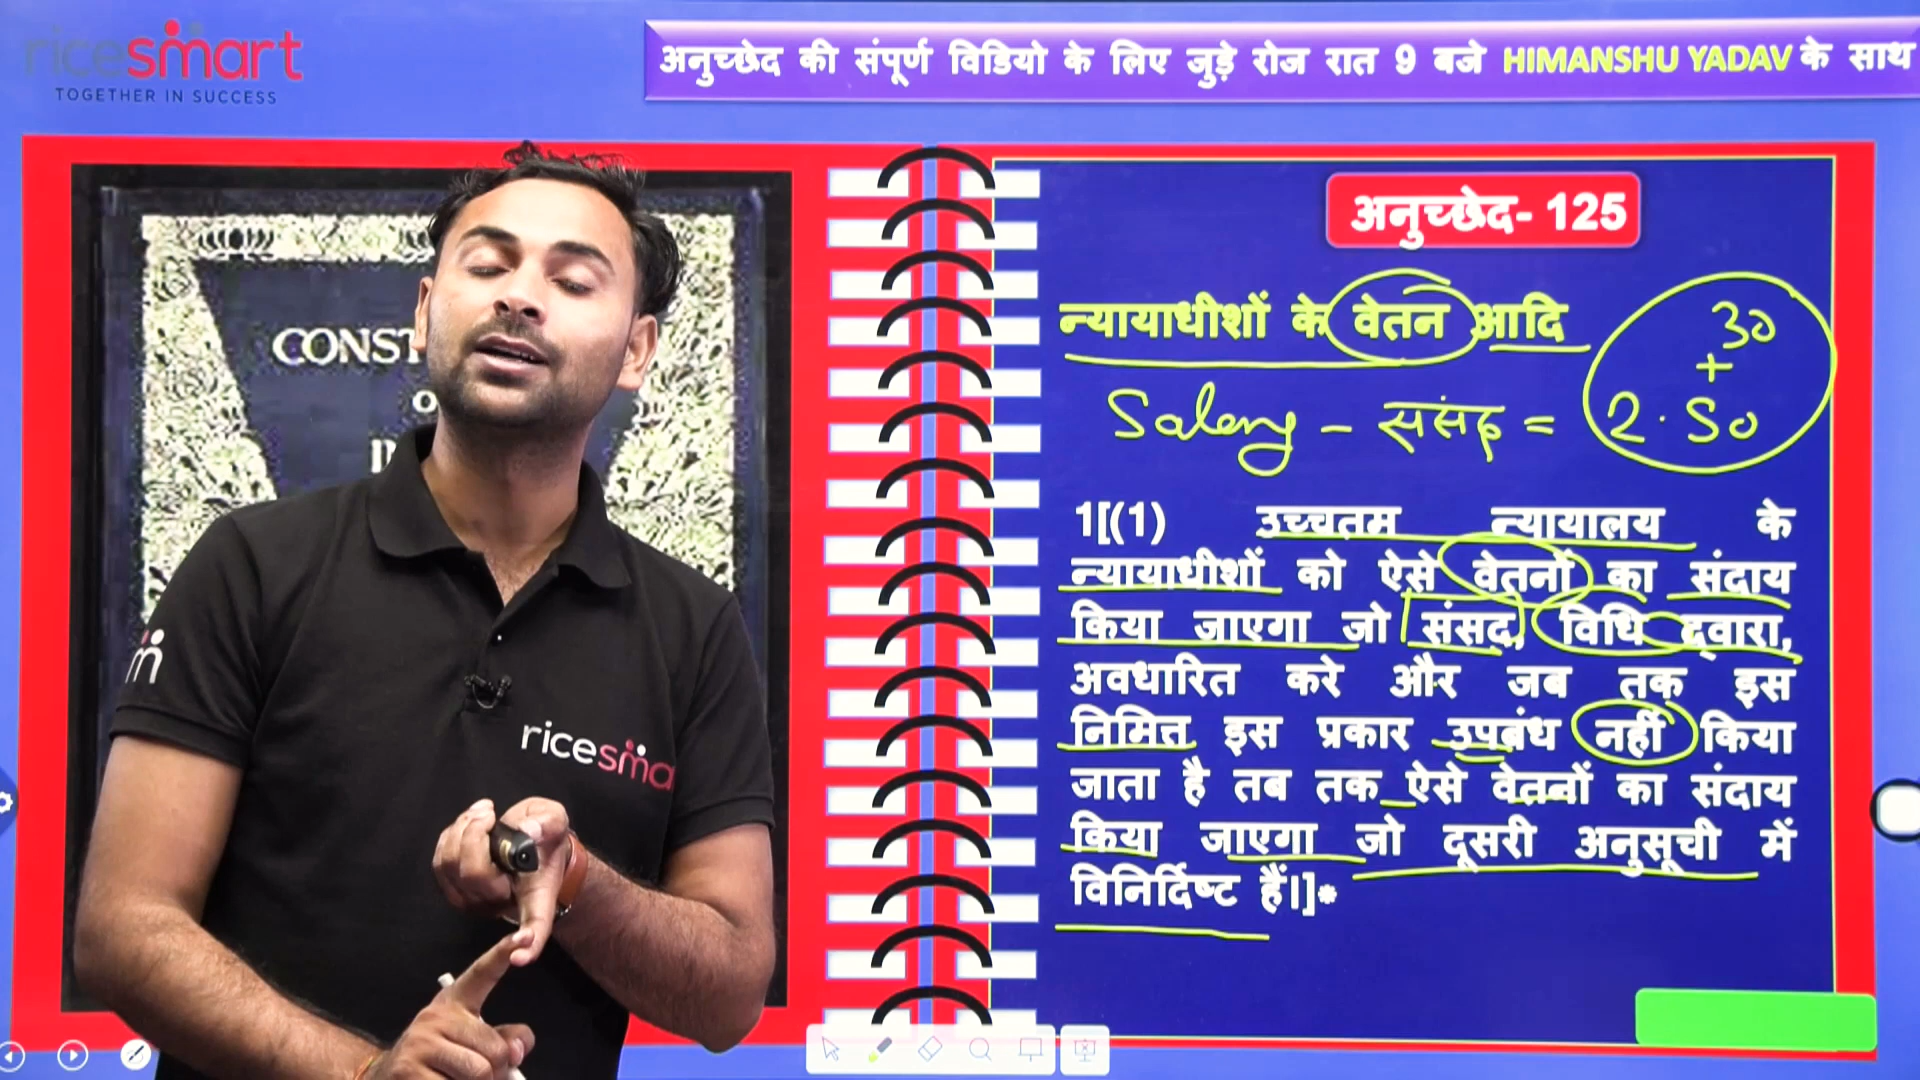 ricesmart
TOGETHER IN SUCCESS
अनुच्छेद की संपूर्ण विडियो के लिए जुड़े रोज रात 9 बजे HIMANSHU YADAV के साथ
CONST
अनुच्छेद- 125
न्यायाधीशों के वेतन आदि
30
+
Salery - संसद = 2.50
1[(1) उच्चतम न्यायालय के
न्यायाधीशों को ऐसे वेतनों का संदाय
किया जाएगा जो संसद, विधि द्वारा,
अवधारित करे और जब तक इस
निमित्त इस प्रकार उपबंध नहीं किया
जाता है तब तक ऐसे वेतनों का संदाय
किया जाएगा जो दूसरी अनुसूची में
विनिर्दिष्ट हैं।]*
ricesma